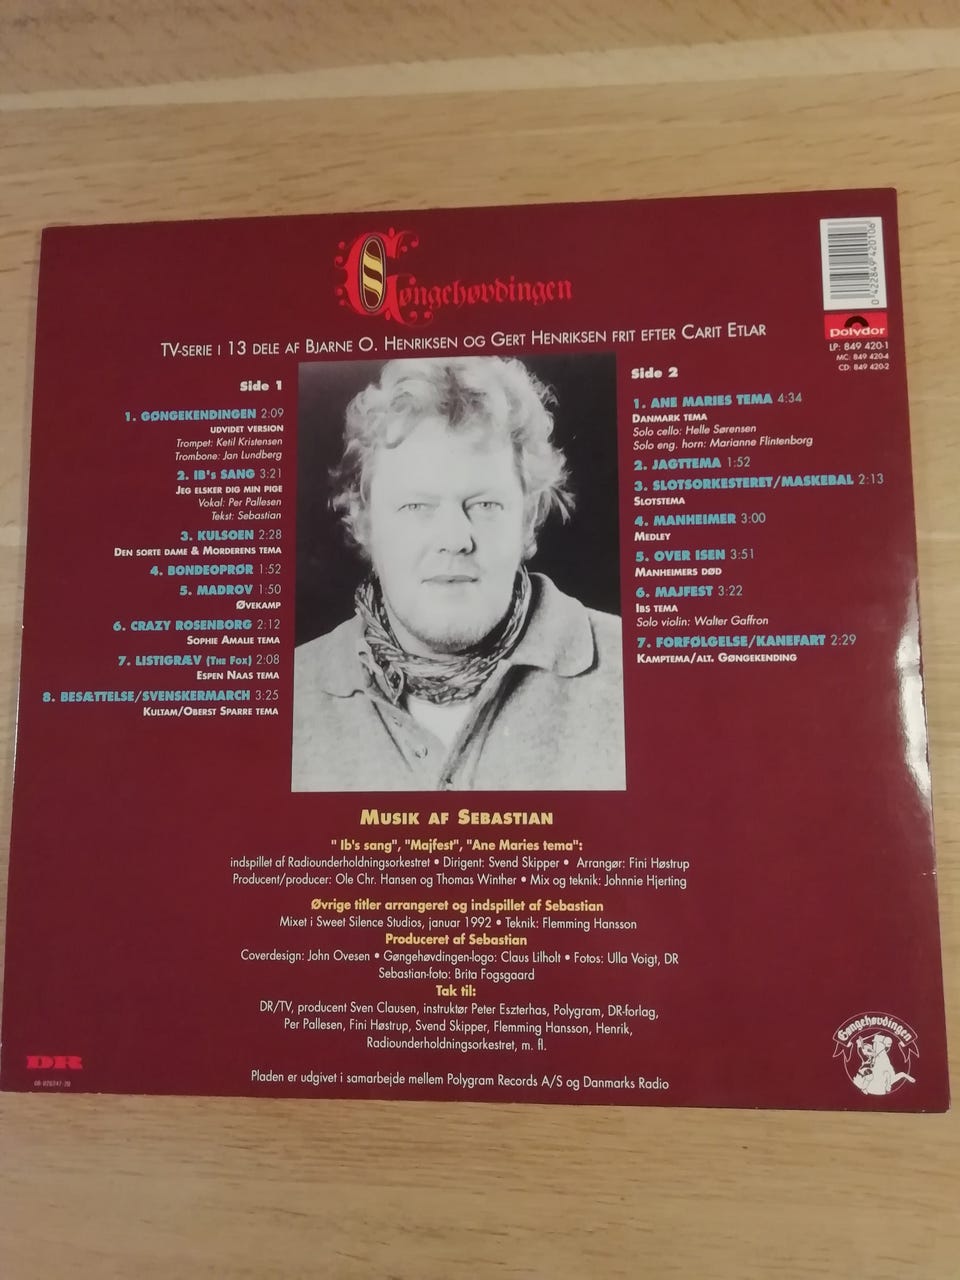 Gøngehøvdingen
TV-SERIE I 13 DELE AF BJARNE O. HENRIKSEN OG GERT HENRIKSEN FRIT EFTER CARIT ETLAR
0 422849 420106
polydor
LP: 849 420-1
MC: 849 420-4
CD: 849 420-2
Side 1
1. GØNGEKENDINGEN 2:09
UDVIDET VERSION
Trompet: Ketil Kristensen
Trombone: Jan Lundberg
2. IB's SANG 3:21
JEG ELSKER DIG MIN PIGE
Vokal: Per Pallesen
Tekst: Sebastian
3. KULSOEN 2:28
DEN SORTE DAME & MORDERENS TEMA
4. BONDEOPRØR 1:52
5. MADROV 1:50
ØVEKAMP
6. CRAZY ROSENBORG 2:12
SOPHIE AMALIE TEMA
7. LISTIGRÆV (THE FOX) 2:08
ESPEN NAAS TEMA
8. BESÆTTELSE/SVENSKERMARCH 3:25
KULTAM/OBERST SPARRE TEMA
Side 2
1. ANE MARIES TEMA 4:34
DANMARK TEMA
Solo cello: Helle Sørensen
Solo eng. horn: Marianne Flintenborg
2. JAGTTEMA 1:52
3. SLOTSORKESTERET/MASKEBAL 2:13
SLOTSTEMA
4. MANHEIMER 3:00
MEDLEY
5. OVER ISEN 3:51
MANHEIMERS DØD
6. MAJFEST 3:22
IBS TEMA
Solo violin: Walter Gaffron
7. FORFØLGELSE/KANEFART 2:29
KAMPTEMA/ALT. GØNGEKENDING
MUSIK AF SEBASTIAN
" Ib's sang", "Majfest", "Ane Maries tema":
indspillet af Radiounderholdningsorkestret • Dirigent: Svend Skipper • Arrangør: Fini Høstrup
Producent/producer: Ole Chr. Hansen og Thomas Winther • Mix og teknik: Johnnie Hjerting
Øvrige titler arrangeret og indspillet af Sebastian
Mixet i Sweet Silence Studios, januar 1992 • Teknik: Flemming Hansson
Produceret af Sebastian
Coverdesign: John Ovesen • Gøngehøvdingen-logo: Claus Lilholt • Fotos: Ulla Voigt, DR
Sebastian-foto: Brita Fogsgaard
Tak til:
DR/TV, producent Sven Clausen, instruktør Peter Eszterhas, Polygram, DR-forlag,
Per Pallesen, Fini Høstrup, Svend Skipper, Flemming Hansson, Henrik,
Radiounderholdningsorkestret, m. fl.
Pladen er udgivet i samarbejde mellem Polygram Records A/S og Danmarks Radio
DR
Gøngehøvdingen